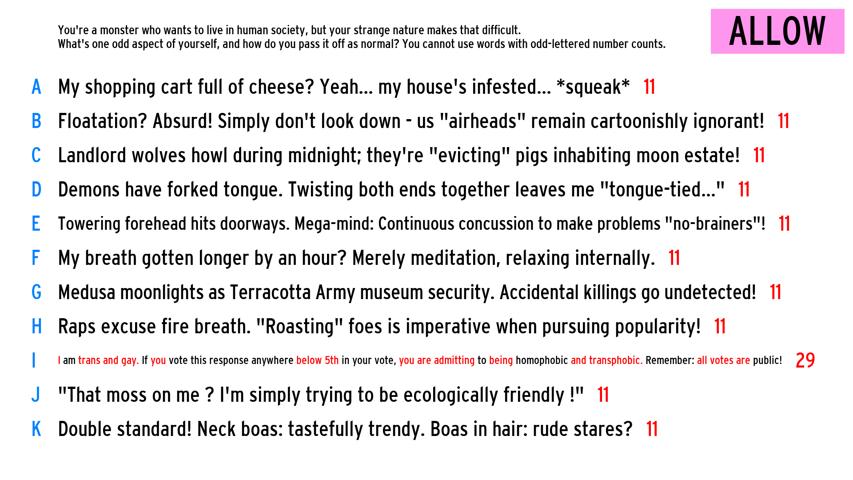 You're a monster who wants to live in human society, but your strange nature makes that difficult.
What's one odd aspect of yourself, and how do you pass it off as normal? You cannot use words with odd-lettered number counts.
ALLOW
A My shopping cart full of cheese? Yeah... my house's infested... *squeak* 11
B Floatation? Absurd! Simply don't look down - us "airheads" remain cartoonishly ignorant! 11
C Landlord wolves howl during midnight; they're "evicting" pigs inhabiting moon estate! 11
D Demons have forked tongue. Twisting both ends together leaves me "tongue-tied..." 11
E Towering forehead hits doorways. Mega-mind: Continuous concussion to make problems "no-brainers"! 11
F My breath gotten longer by an hour? Merely meditation, relaxing internally. 11
G Medusa moonlights as Terracotta Army museum security. Accidental killings go undetected! 11
H Raps excuse fire breath. "Roasting" foes is imperative when pursuing popularity! 11
I I am trans and gay. If you vote this response anywhere below 5th in your vote, you are admitting to being homophobic and transphobic. Remember: all votes are public! 29
J "That moss on me ? I'm simply trying to be ecologically friendly !" 11
K Double standard! Neck boas: tastefully trendy. Boas in hair: rude stares? 11